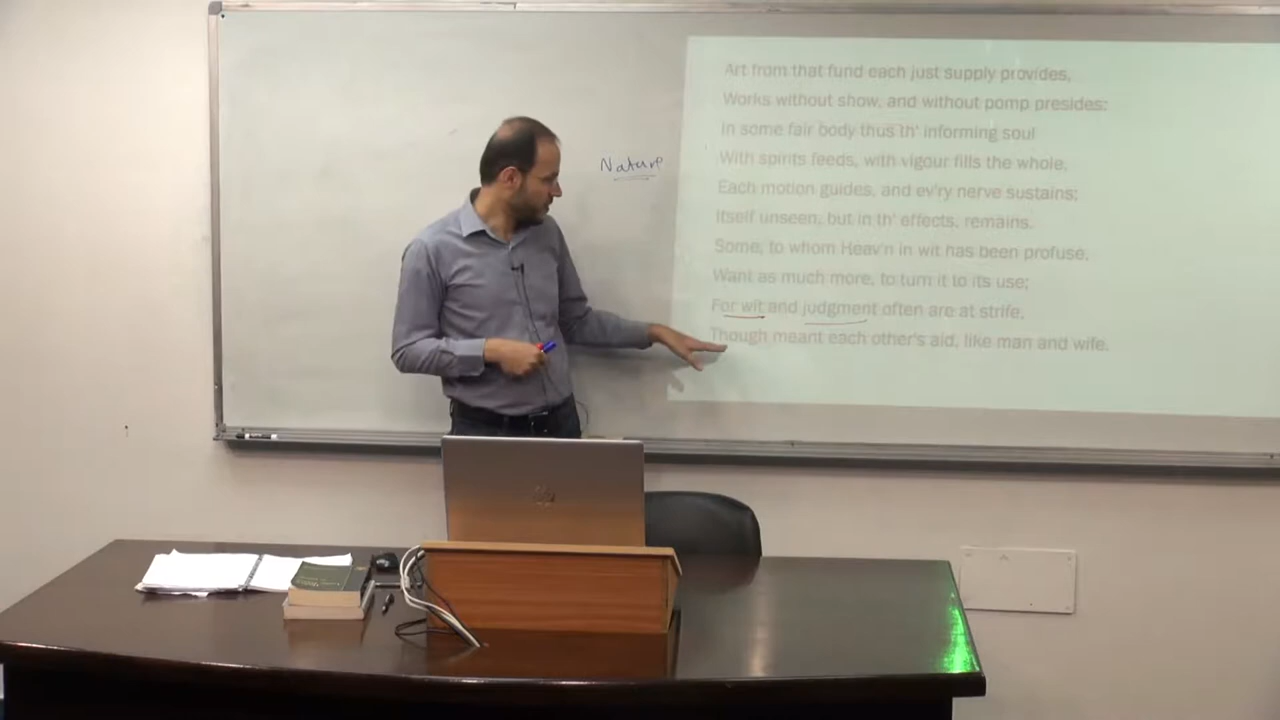 Nature
Art from that fund each just supply provides,
Works without show, and without pomp presides:
In some fair body thus th' informing soul
With spirits feeds, with vigour fills the whole,
Each motion guides, and ev'ry nerve sustains;
Itself unseen, but in th' effects, remains.
Some, to whom Heav'n in wit has been profuse,
Want as much more, to turn it to its use;
For wit and judgment often are at strife,
Though meant each other's aid, like man and wife.